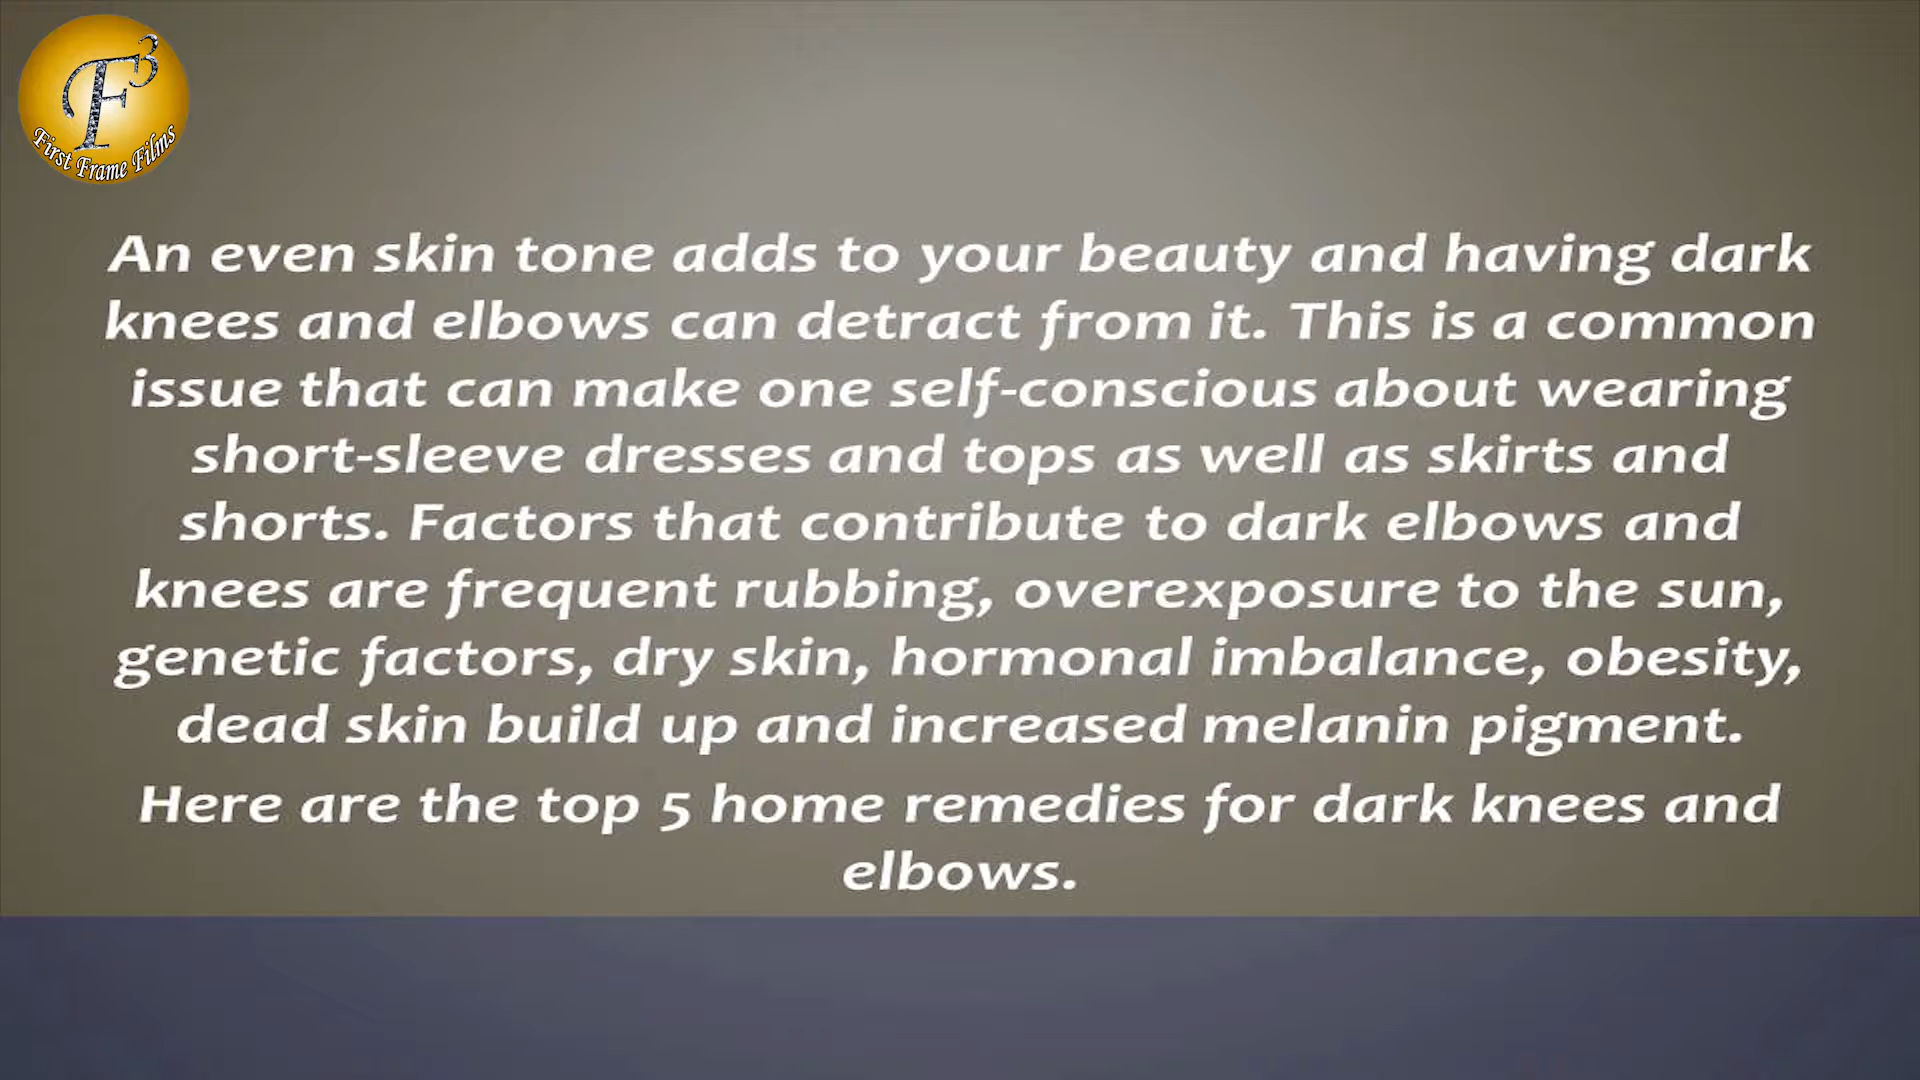 F3
First Frame Films
An even skin tone adds to your beauty and having dark
knees and elbows can detract from it. This is a common
issue that can make one self-conscious about wearing
short-sleeve dresses and tops as well as skirts and
shorts. Factors that contribute to dark elbows and
knees are frequent rubbing, overexposure to the sun,
genetic factors, dry skin, hormonal imbalance, obesity,
dead skin build up and increased melanin pigment.
Here are the top 5 home remedies for dark knees and
elbows.